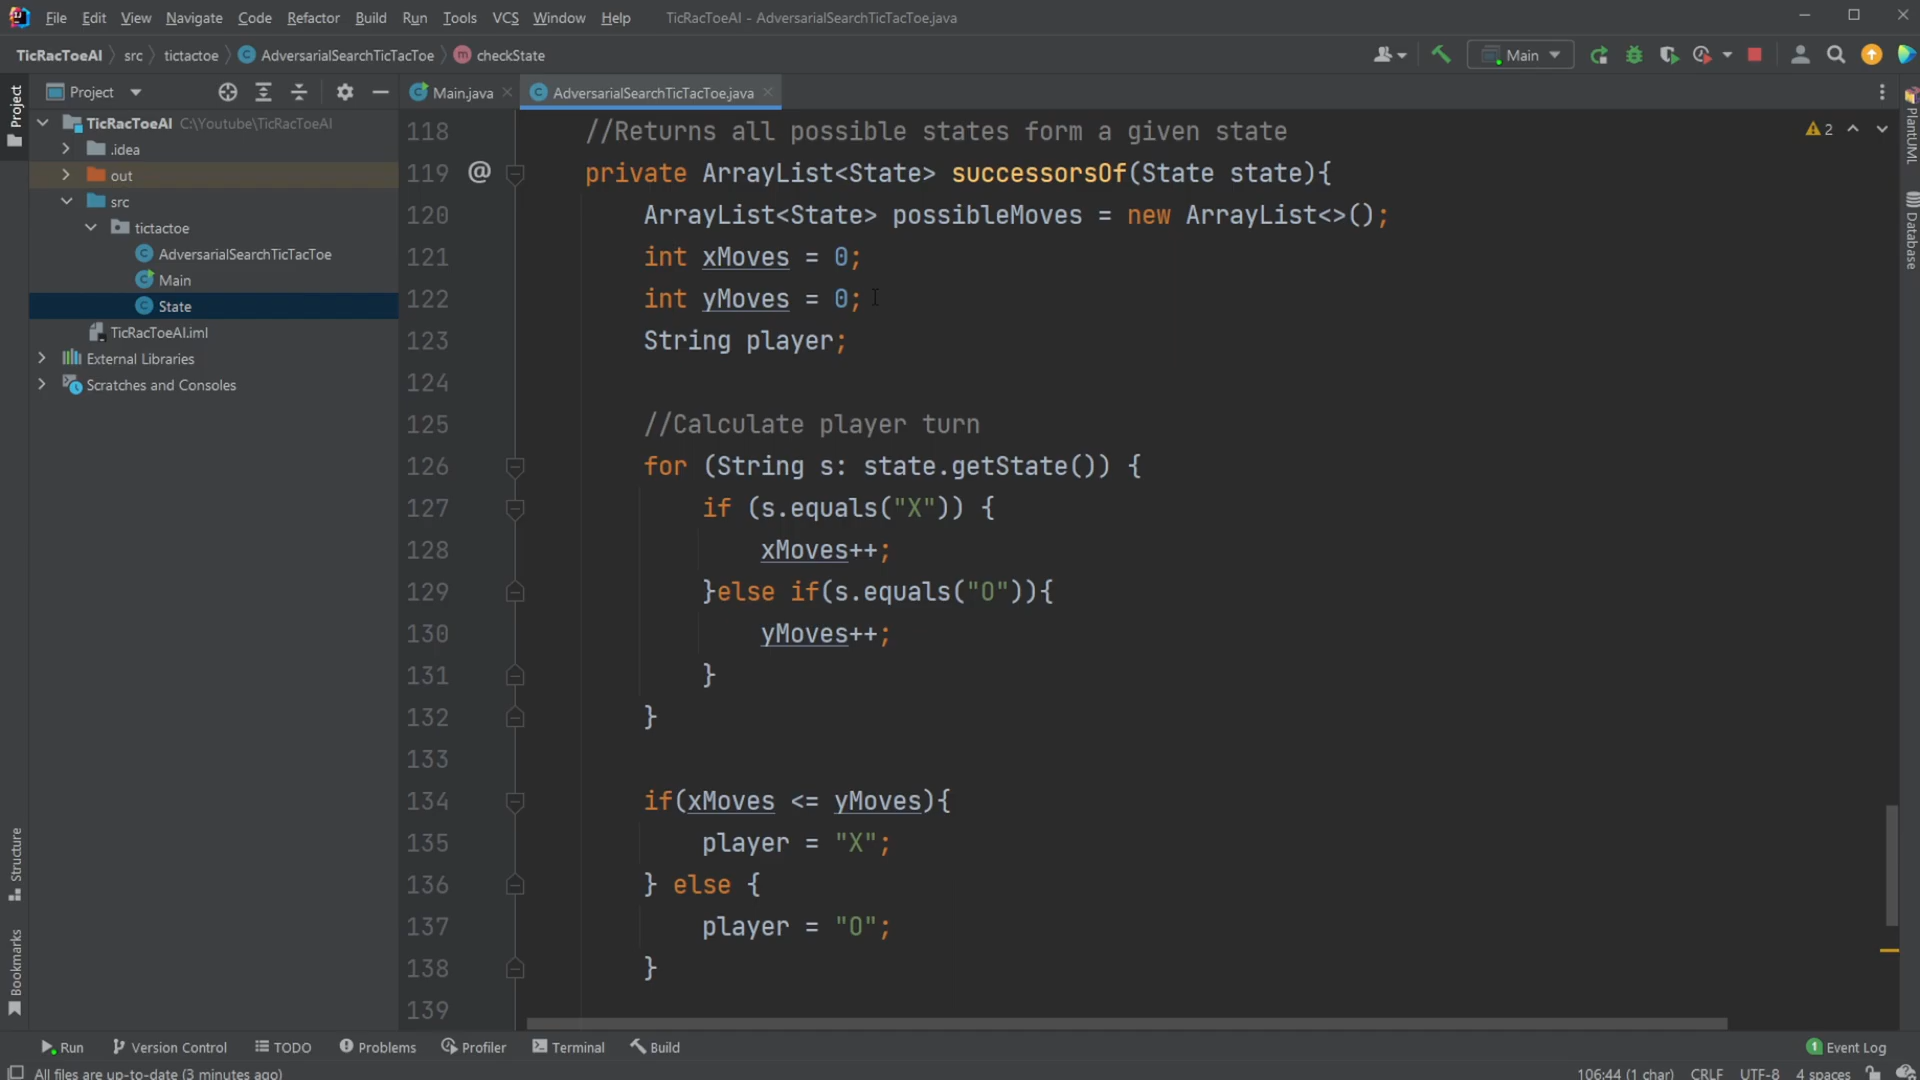 File Edit View Navigate Code Refactor Build Run Tools VCS Window Help TicRacToeAI - AdversarialSearchTicTacToe.java
TicRacToeAI src tictactoe AdversarialSearchTicTacToe checkState Main
Project Main.java AdversarialSearchTicTacToe.java
Project
TicRacToeAI C:\Youtube\TicRacToeAI
.idea
out
src
tictactoe
AdversarialSearchTicTacToe
Main
State
TicRacToeAI.iml
External Libraries
Scratches and Consoles
Structure
Bookmarks
118 //Returns all possible states form a given state
119 @ private ArrayList<State> successorsOf(State state){
120 ArrayList<State> possibleMoves = new ArrayList<>();
121 int xMoves = 0;
122 int yMoves = 0;
123 String player;
124
125 //Calculate player turn
126 for (String s: state.getState()) {
127 if (s.equals("X")) {
128 xMoves++;
129 }else if(s.equals("O")){
130 yMoves++;
131 }
132 }
133
134 if(xMoves <= yMoves){
135 player = "X";
136 } else {
137 player = "O";
138 }
139
2
PlantUML
Database
Run Version Control TODO Problems Profiler Terminal Build 1 Event Log
All files are up-to-date (3 minutes ago) 106:44 (1 char) CRLF UTF-8 4 spaces